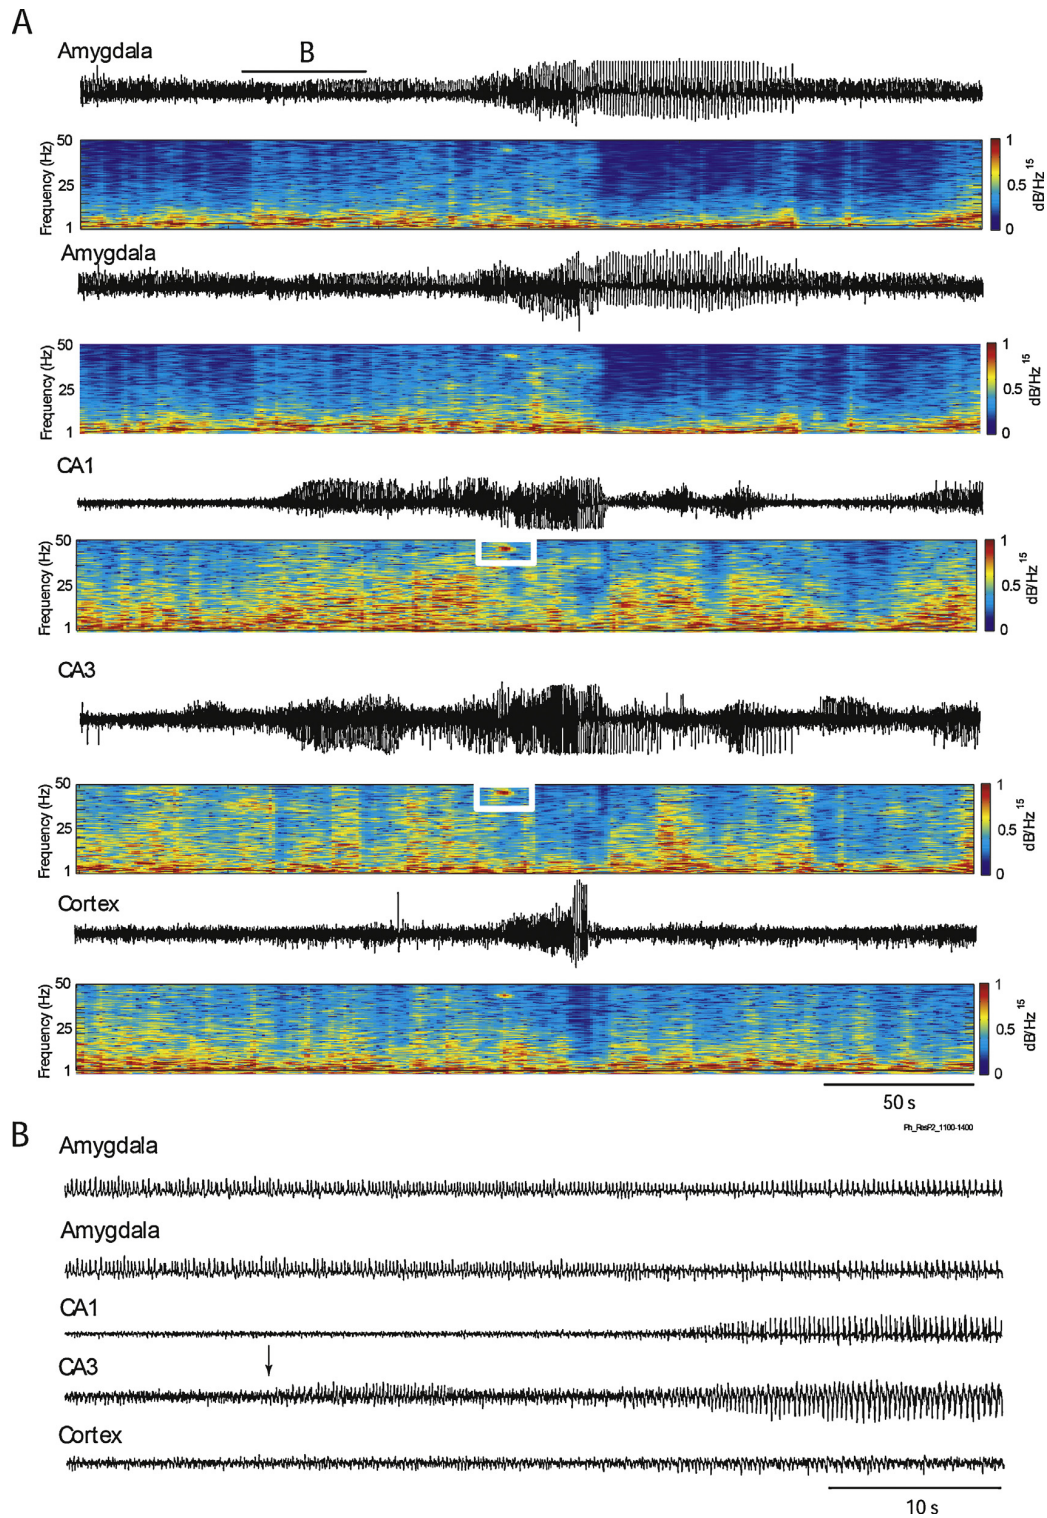 A
Amygdala
B
Frequency (Hz)
50
25
1
1
0.5
0
dB/Hz 15
Amygdala
Frequency (Hz)
50
25
1
1
0.5
0
dB/Hz 15
CA1
Frequency (Hz)
50
25
1
1
0.5
0
dB/Hz 15
CA3
Frequency (Hz)
50
25
1
1
0.5
0
dB/Hz 15
Cortex
Frequency (Hz)
50
25
1
1
0.5
0
dB/Hz 15
50 s
Ph_ResP2_1100-1400
B
Amygdala
Amygdala
CA1
CA3
Cortex
10 s